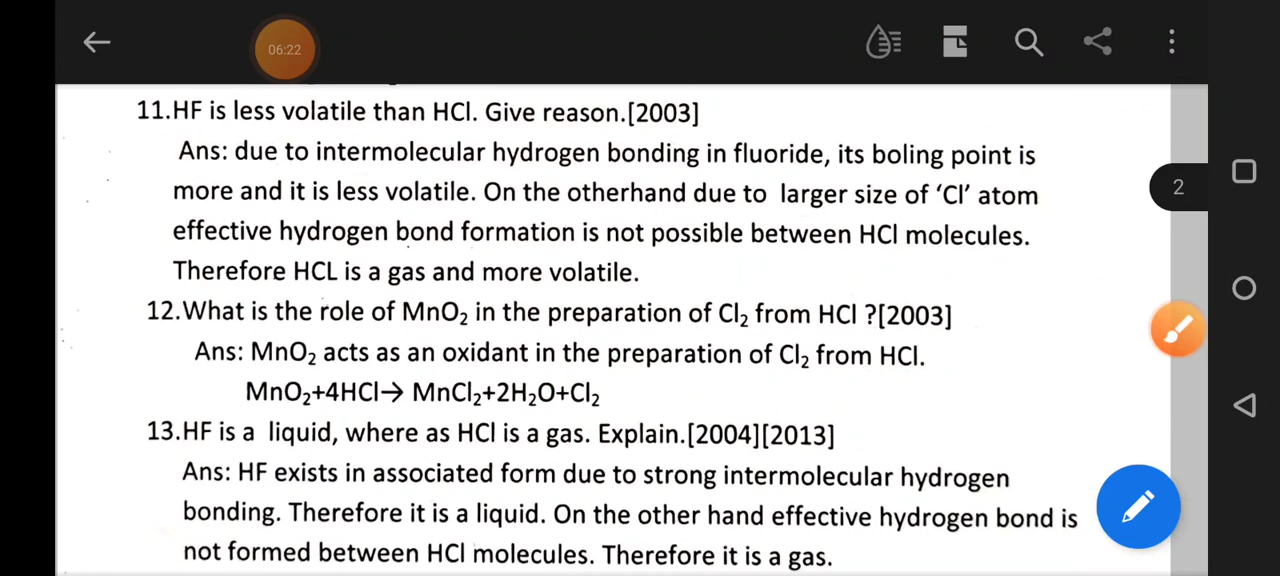 06:22
11.HF is less volatile than HCl. Give reason.[2003]
Ans: due to intermolecular hydrogen bonding in fluoride, its boling point is
more and it is less volatile. On the otherhand due to larger size of ‘Cl’ atom
effective hydrogen bond formation is not possible between HCl molecules.
Therefore HCL is a gas and more volatile.
2
12.What is the role of MnO₂ in the preparation of Cl₂ from HCl ?[2003]
Ans: MnO₂ acts as an oxidant in the preparation of Cl₂ from HCl.
MnO₂+4HCl→ MnCl₂+2H₂O+Cl₂
13.HF is a liquid, where as HCl is a gas. Explain.[2004][2013]
Ans: HF exists in associated form due to strong intermolecular hydrogen
bonding. Therefore it is a liquid. On the other hand effective hydrogen bond is
not formed between HCl molecules. Therefore it is a gas.